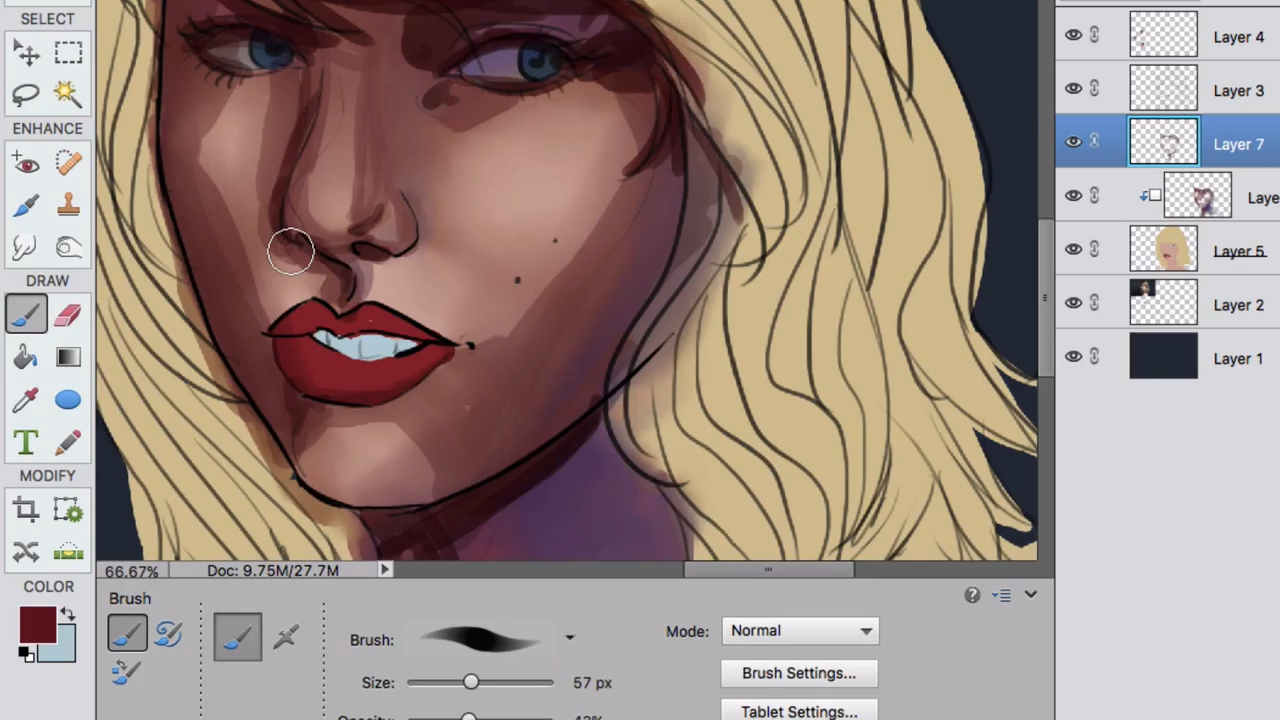 SELECT
ENHANCE
DRAW
T
MODIFY
COLOR
Layer 4
Layer 3
Layer 7
Laye
Layer 5
Layer 2
Layer 1
66.67%
Doc: 9.75M/27.7M
Brush
Brush:
Mode:
Normal
Brush Settings...
Size:
57 px
Tablet Settings...